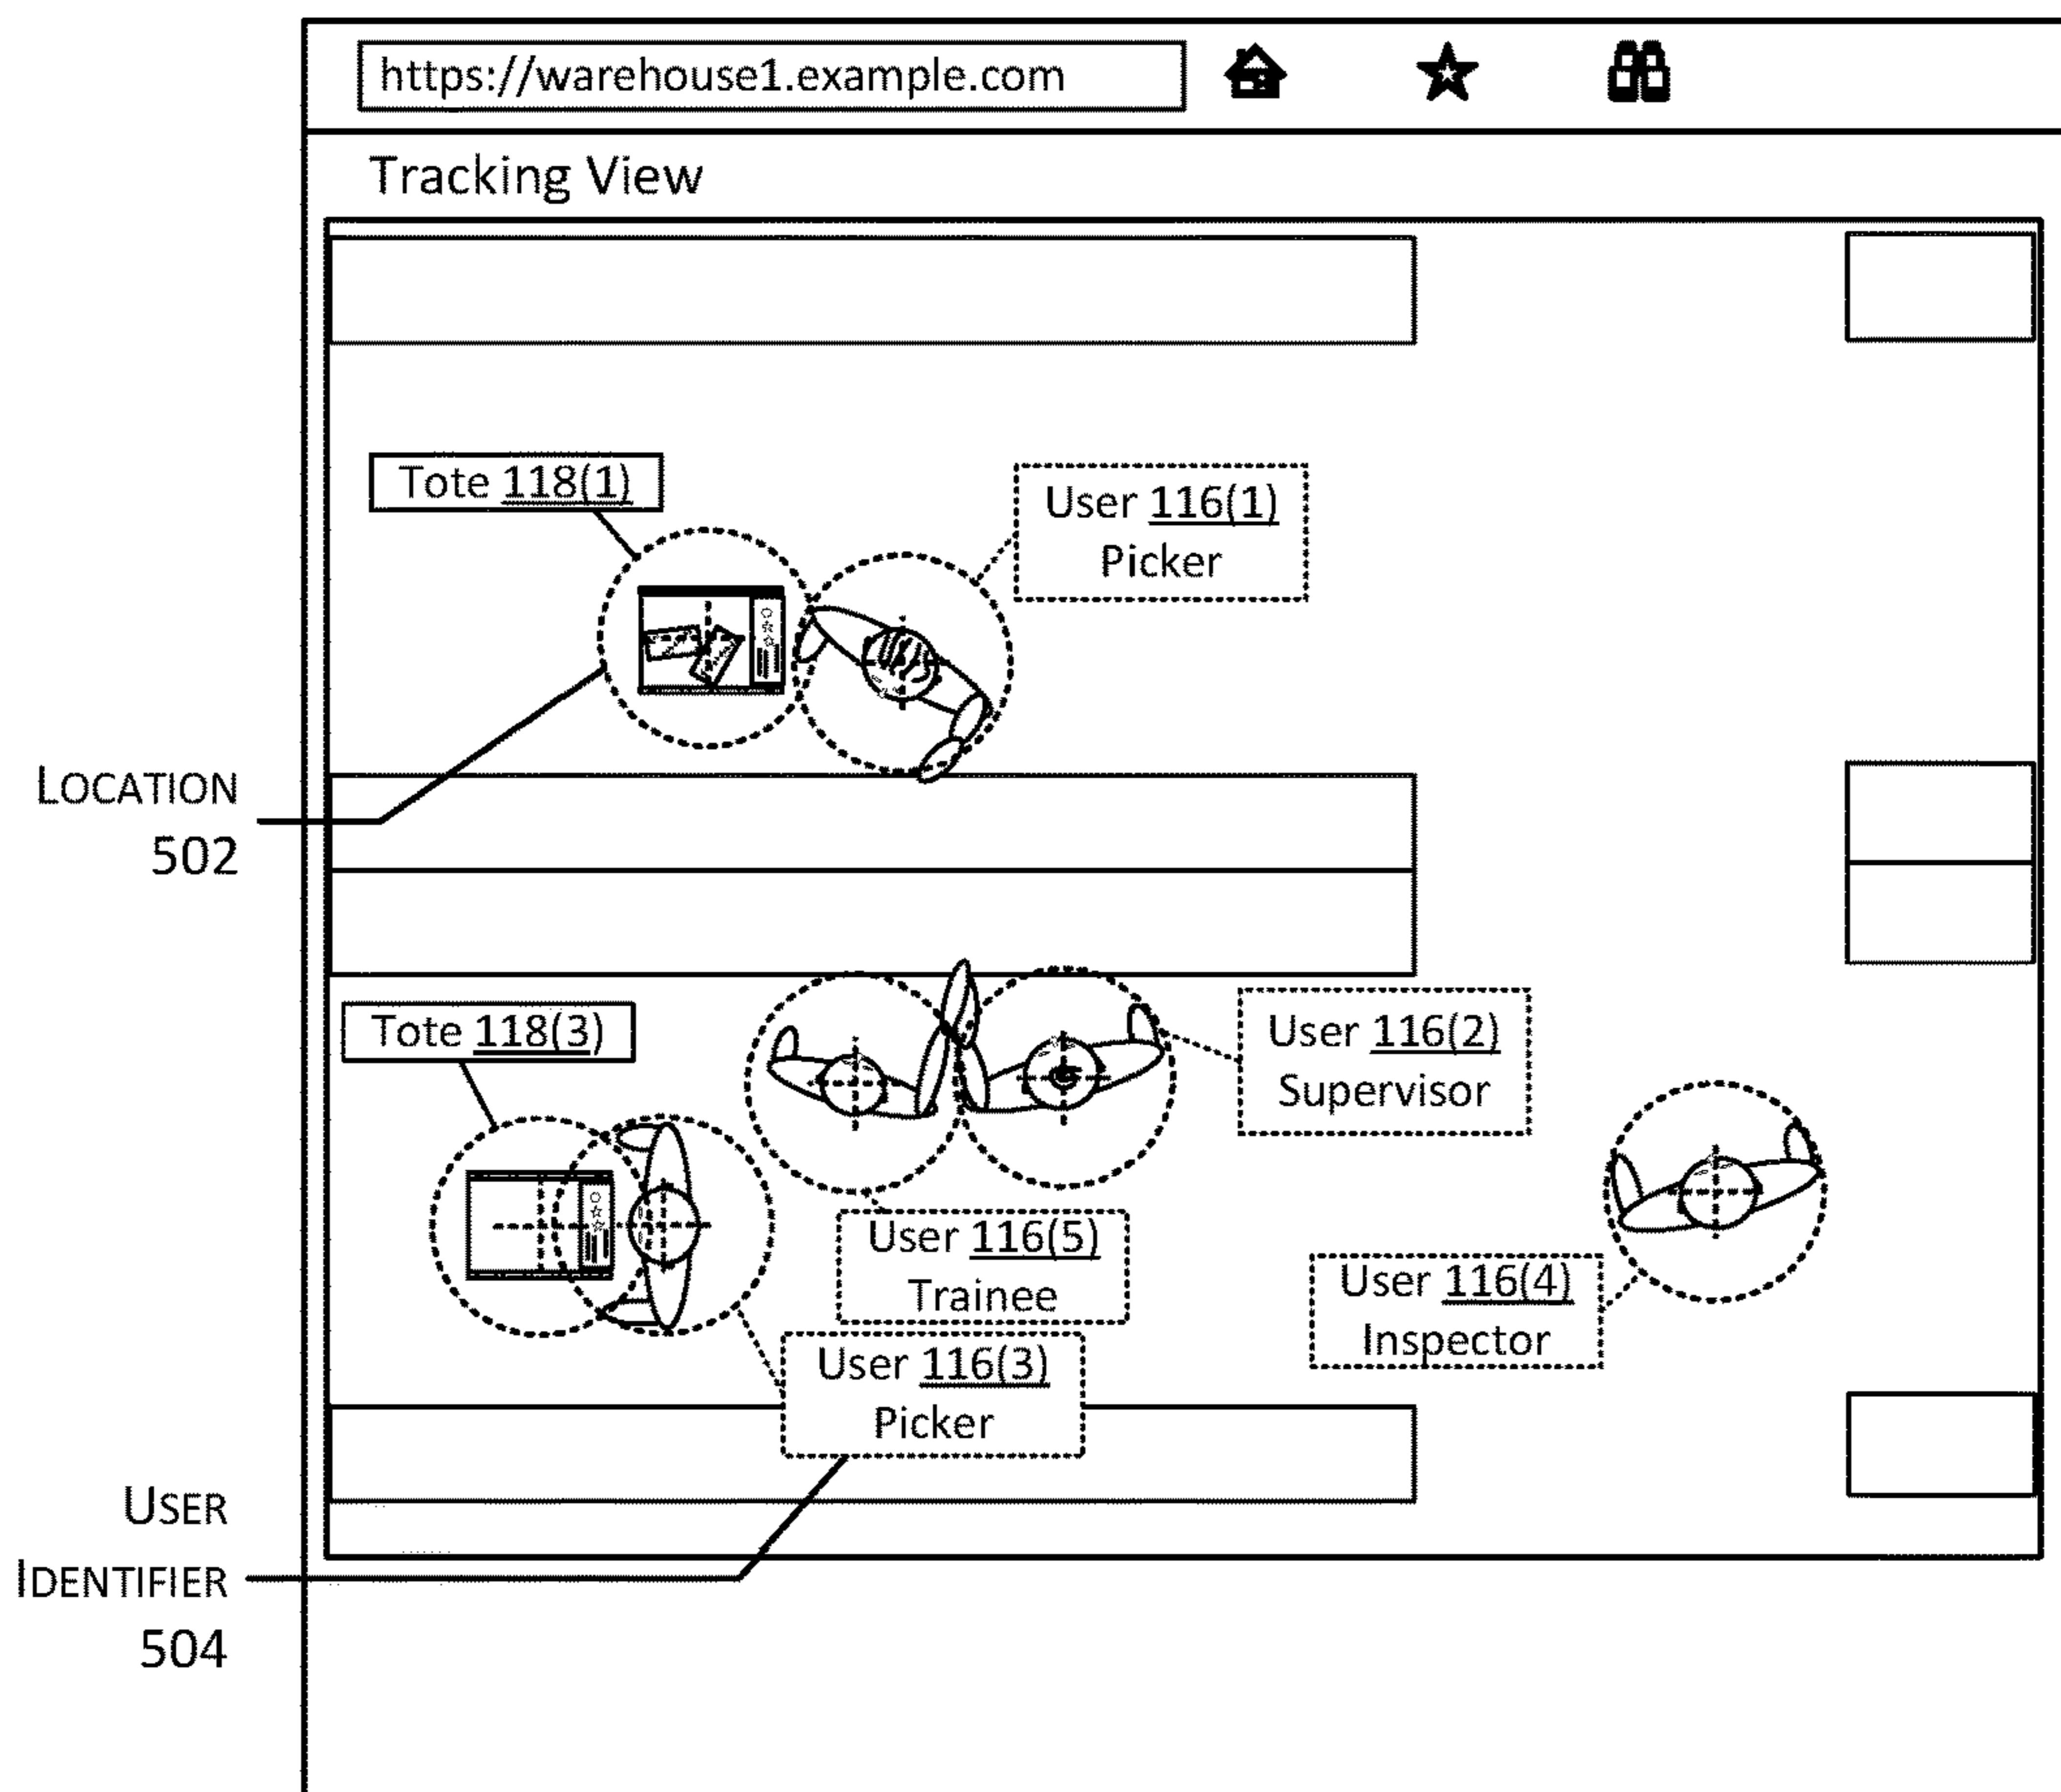 https://warehouse1.example.com
Tracking View
Tote 118(1)
User 116(1)
Picker
LOCATION
502
Tote 118(3)
User 116(2)
Supervisor
User 116(5)
Trainee
User 116(4)
Inspector
User 116(3)
Picker
USER
IDENTIFIER
504